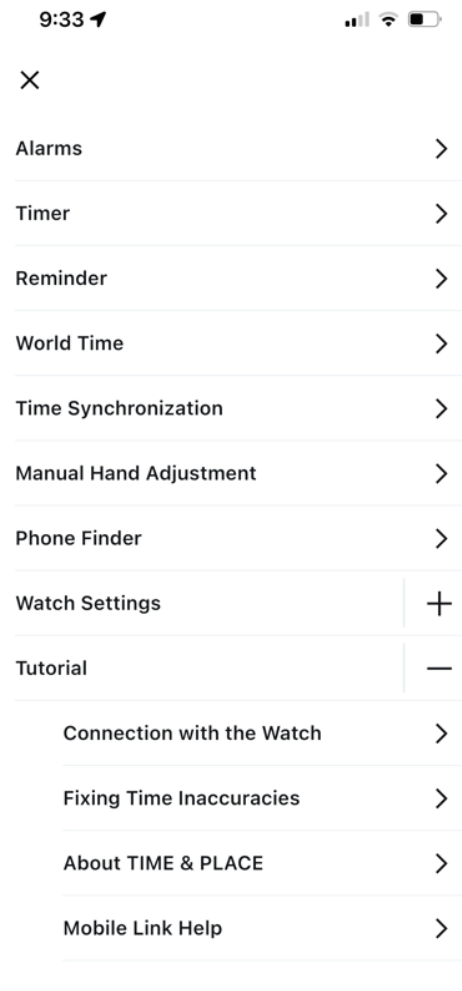 9:33
Alarms
Timer
Reminder
World Time
Time Synchronization
Manual Hand Adjustment
Phone Finder
Watch Settings
Tutorial
Connection with the Watch
Fixing Time Inaccuracies
About TIME & PLACE
Mobile Link Help